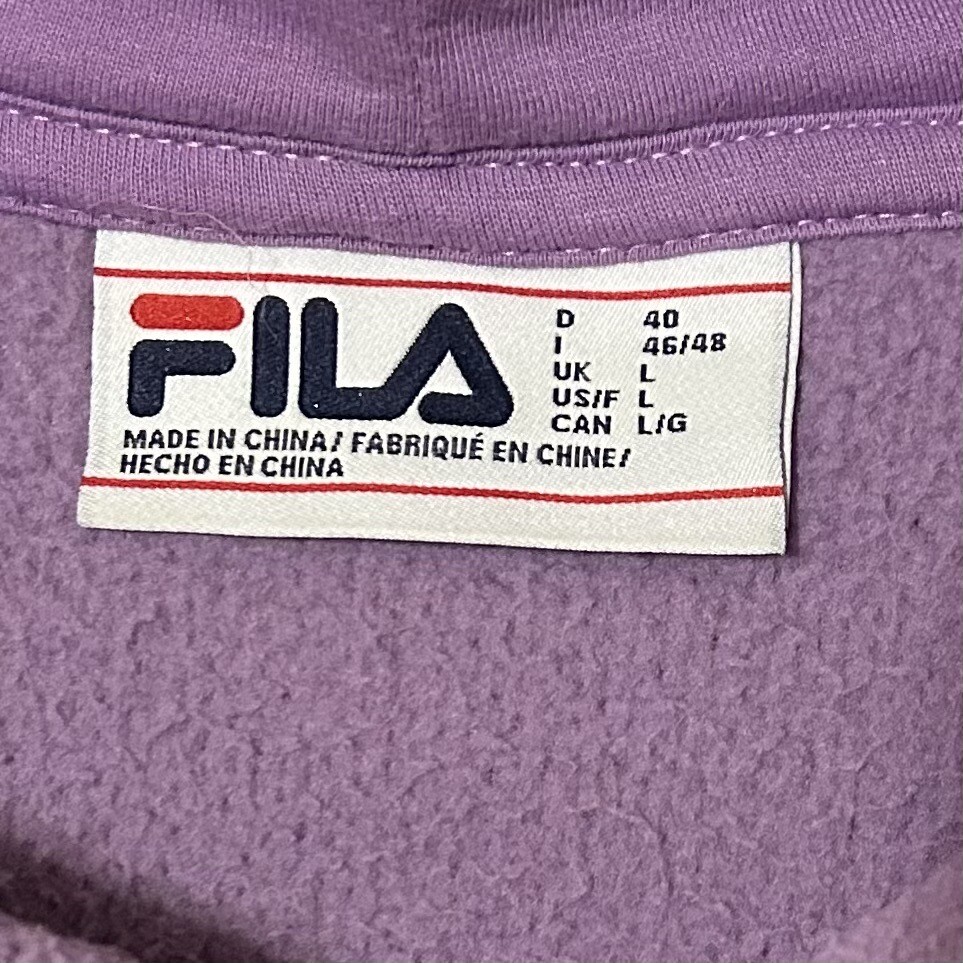 FILA
D 40
I 46/48
UK L
US/F L
CAN L/G
MADE IN CHINA/ FABRIQUÉ EN CHINE/
HECHO EN CHINA